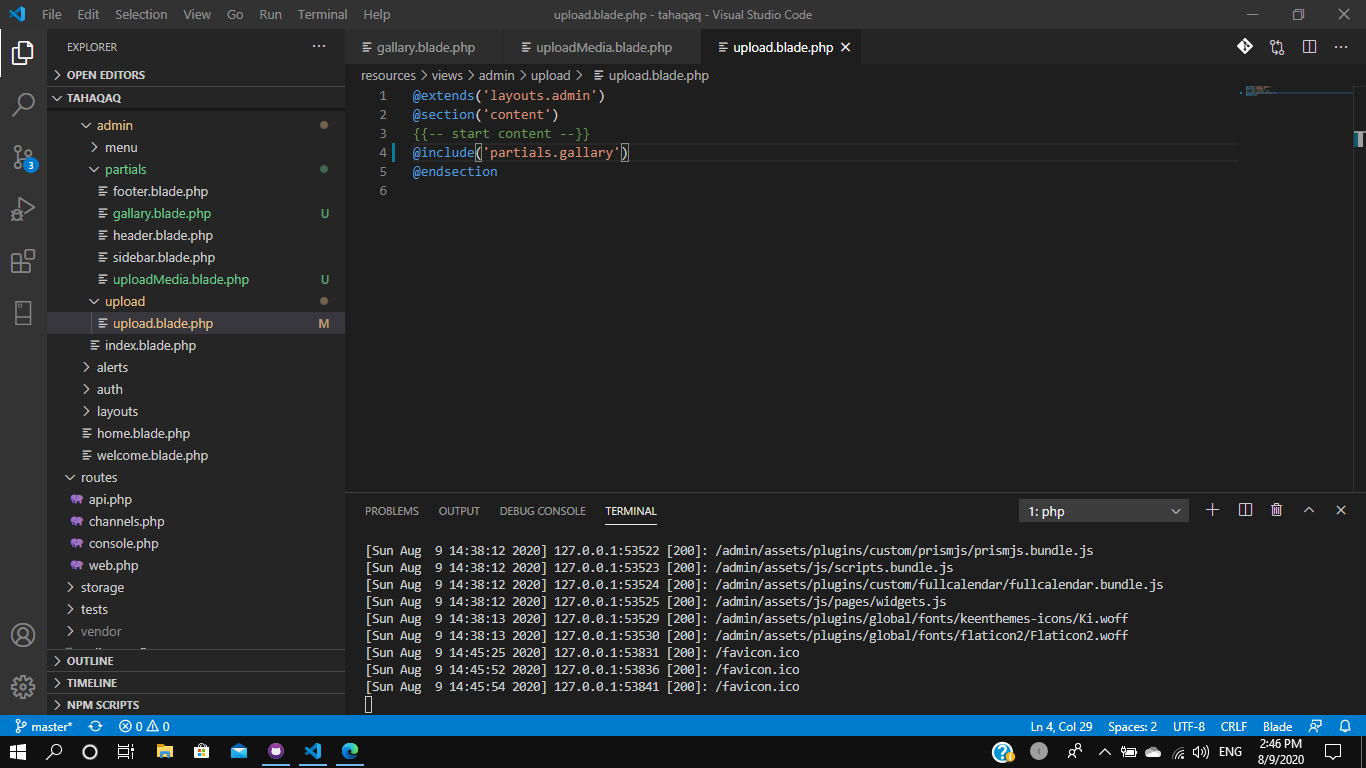 File Edit Selection View Go Run Terminal Help
upload.blade.php - tahaqaq - Visual Studio Code
EXPLORER
OPEN EDITORS
TAHAQAQ
admin
menu
partials
footer.blade.php
gallary.blade.php U
header.blade.php
sidebar.blade.php
uploadMedia.blade.php U
upload
upload.blade.php M
index.blade.php
alerts
auth
layouts
home.blade.php
welcome.blade.php
routes
api.php
channels.php
console.php
web.php
storage
tests
vendor
OUTLINE
TIMELINE
NPM SCRIPTS
3
gallary.blade.php uploadMedia.blade.php upload.blade.php
resources > views > admin > upload > upload.blade.php
1 @extends('layouts.admin')
2 @section('content')
3 {{-- start content --}}
4 @include('partials.gallary')
5 @endsection
6
PROBLEMS OUTPUT DEBUG CONSOLE TERMINAL 1: php
[Sun Aug  9 14:38:12 2020] 127.0.0.1:53522 [200]: /admin/assets/plugins/custom/prismjs/prismjs.bundle.js
[Sun Aug  9 14:38:12 2020] 127.0.0.1:53523 [200]: /admin/assets/js/scripts.bundle.js
[Sun Aug  9 14:38:12 2020] 127.0.0.1:53524 [200]: /admin/assets/plugins/custom/fullcalendar/fullcalendar.bundle.js
[Sun Aug  9 14:38:12 2020] 127.0.0.1:53525 [200]: /admin/assets/js/pages/widgets.js
[Sun Aug  9 14:38:13 2020] 127.0.0.1:53529 [200]: /admin/assets/plugins/global/fonts/keenthemes-icons/Ki.woff
[Sun Aug  9 14:38:13 2020] 127.0.0.1:53530 [200]: /admin/assets/plugins/global/fonts/flaticon2/Flaticon2.woff
[Sun Aug  9 14:45:25 2020] 127.0.0.1:53831 [200]: /favicon.ico
[Sun Aug  9 14:45:52 2020] 127.0.0.1:53836 [200]: /favicon.ico
[Sun Aug  9 14:45:54 2020] 127.0.0.1:53841 [200]: /favicon.ico
master* 0 0 Ln 4, Col 29 Spaces: 2 UTF-8 CRLF Blade
ENG
2:46 PM
8/9/2020